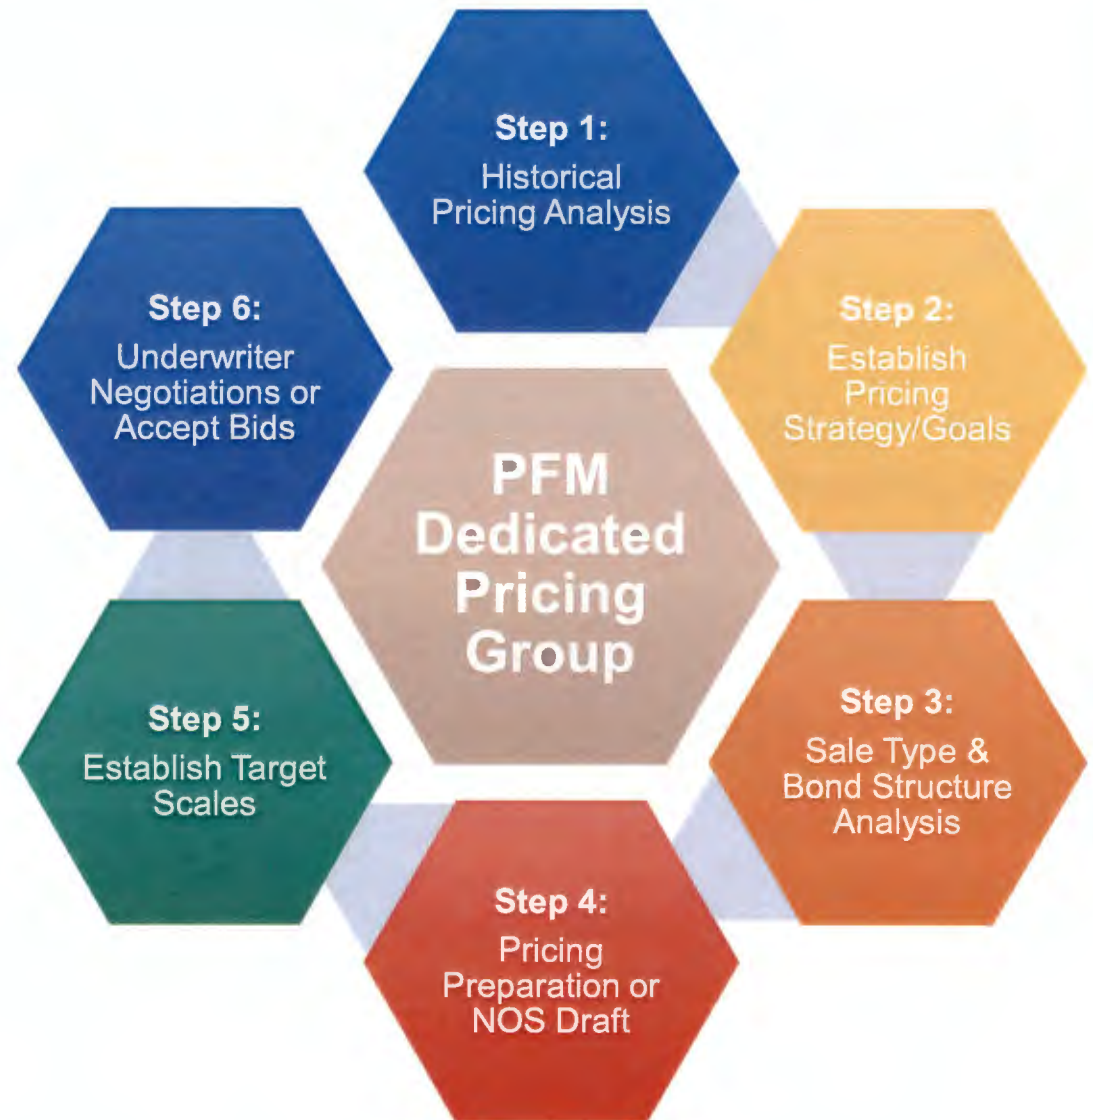 Step 1:
Historical
Pricing Analysis
Step 2:
Establish
Pricing
Strategy/Goals
Step 3:
Sale Type &
Bond Structure
Analysis
Step 4:
Pricing
Preparation or
NOS Draft
Step 5:
Establish Target
Scales
Step 6:
Underwriter
Negotiations or
Accept Bids
PFM
Dedicated
Pricing
Group